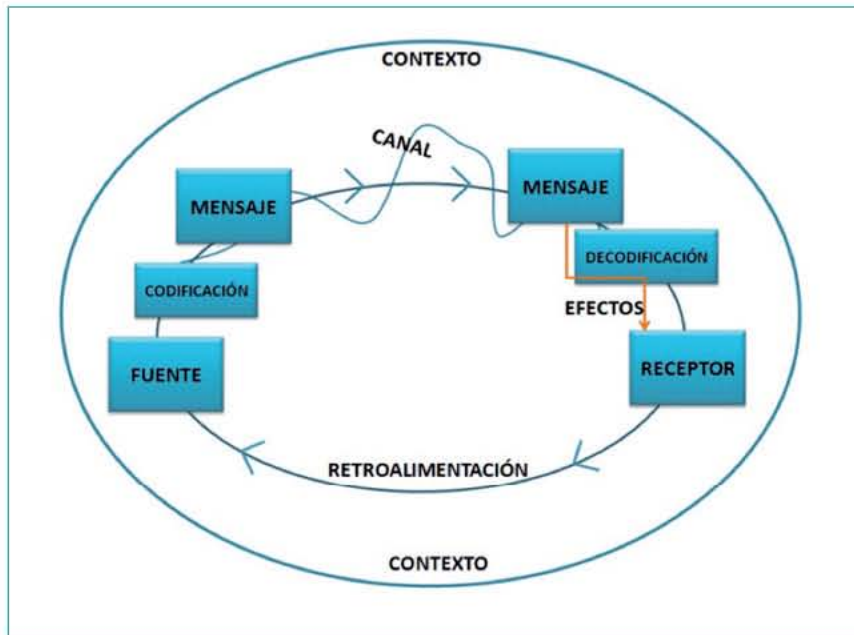 CONTEXTO
CANAL
MENSAJE
MENSAJE
DECODIFICACIÓN
CODIFICACIÓN
EFECTOS
FUENTE
RECEPTOR
RETROALIMENTACIÓN
CONTEXTO